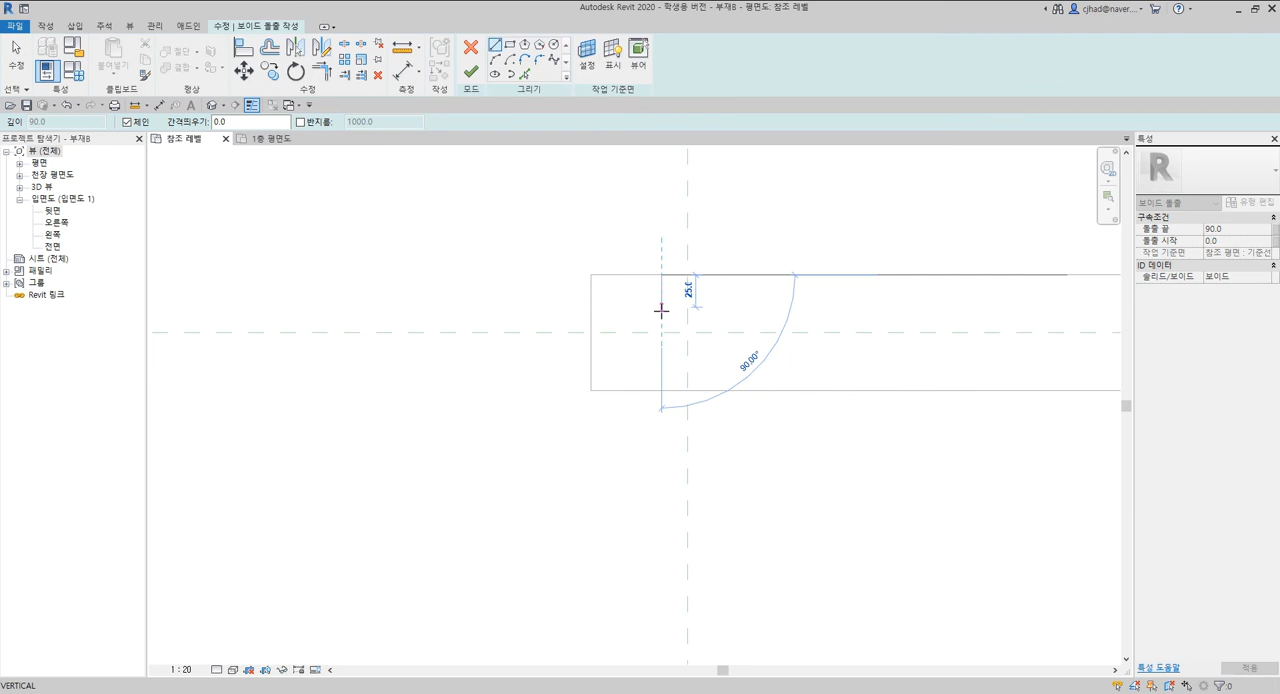 Autodesk Revit 2020 - 학생용 버전 - 부재B - 평면도: 참조 레벨
cjhad@naver....
파일 작성 삽입 주석 뷰 관리 애드인 수정 | 보이드 돌출 작성
수정
붙여넣기
절단
결합
작성
설정 표시 뷰어
선택 특성 클립보드 형상 수정 측정 작성 모드 그리기 작업 기준면
깊이 90.0 체인 간격띄우기: 0.0 반지름: 1000.0
프로젝트 탐색기 - 부재B
참조 레벨
1층 평면도
특성
뷰 (전체)
평면
천장 평면도
3D 뷰
입면도 (입면도 1)
뒷면
오른쪽
왼쪽
전면
시트 (전체)
패밀리
그룹
Revit 링크
90.00°
보이드 돌출
유형 편집
구속조건
돌출 끝 90.0
돌출 시작 0.0
작업 기준면 참조 평면 : 기준선
ID 데이터
솔리드/보이드 보이드
1 : 20
특성 도움말
적용
VERTICAL
:0